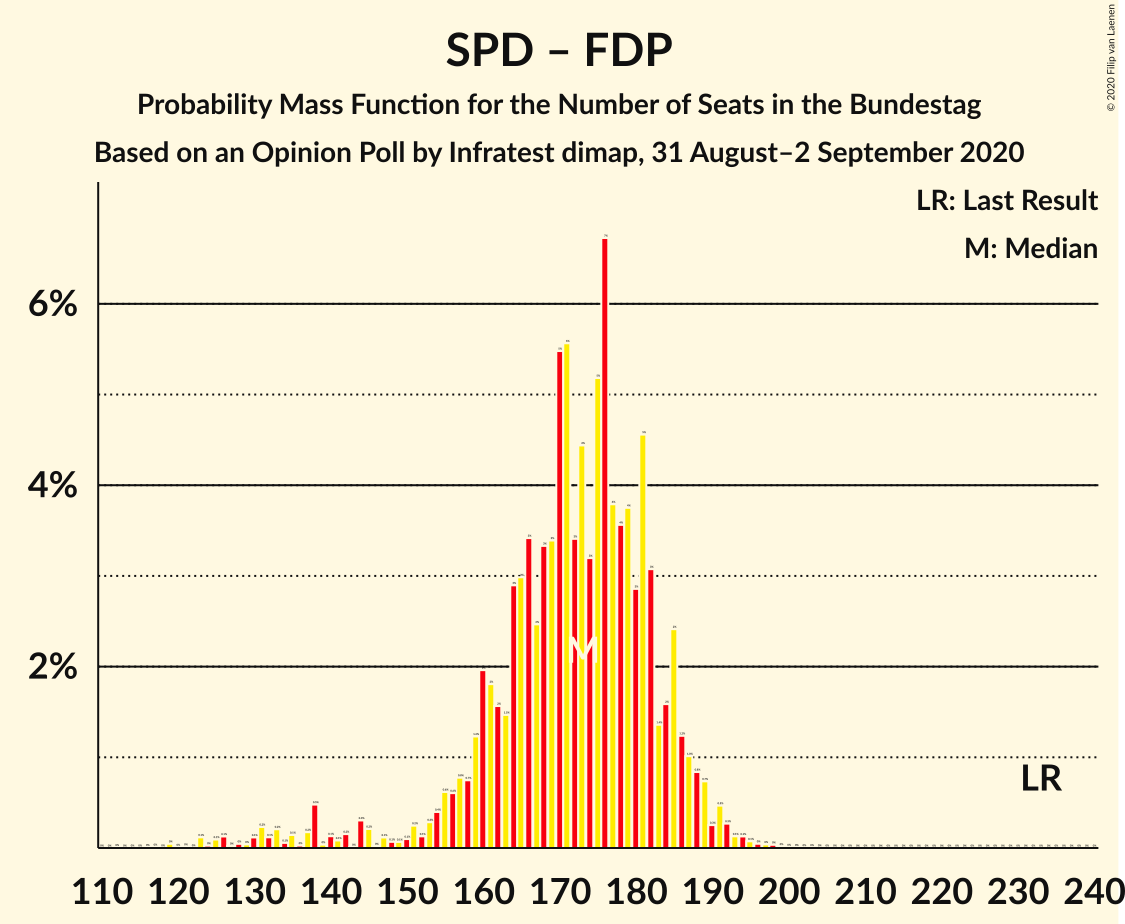 SPD – FDP
Probability Mass Function for the Number of Seats in the Bundestag
Based on an Opinion Poll by Infratest dimap, 31 August–2 September 2020
© 2020 Filip van Laenen
LR: Last Result
M: Median
6%
4%
2%
M
LR
110 120 130 140 150 160 170 180 190 200 210 220 230 240